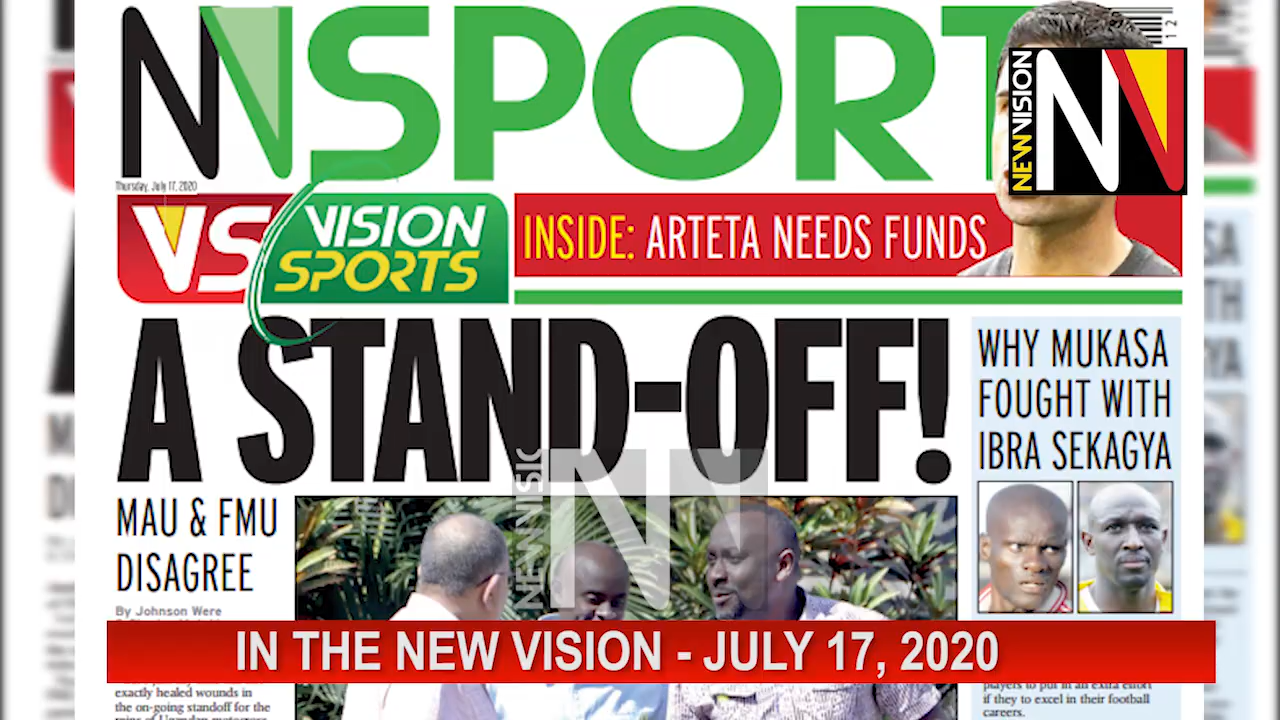 N SPORT
NEW VISION
12
Thursday, July 17, 2020
VS VISION SPORTS
INSIDE: ARTETA NEEDS FUNDS
A STAND-OFF!
WHY MUKASA
FOUGHT WITH
IBRA SEKAGYA
MAU & FMU
DISAGREE
By Johnson Were
IN THE NEW VISION - JULY 17, 2020
exactly healed wounds in
the on-going standoff for the
players to put in an extra effort
if they to excel in their football
careers.